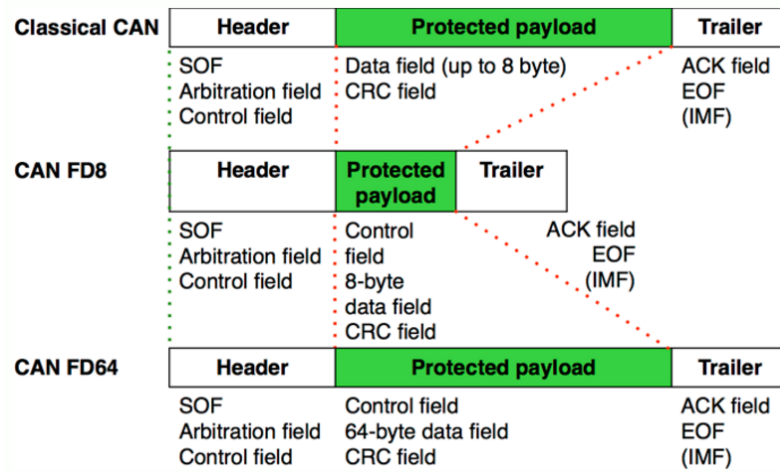 Classical CAN Header Protected payload Trailer
SOF Data field (up to 8 byte) ACK field
Arbitration field CRC field EOF
Control field (IMF)
CAN FD8 Header Protected payload Trailer
SOF Control ACK field
Arbitration field field EOF
Control field 8-byte (IMF)
data field
CRC field
CAN FD64 Header Protected payload Trailer
SOF Control field ACK field
Arbitration field 64-byte data field EOF
Control field CRC field (IMF)